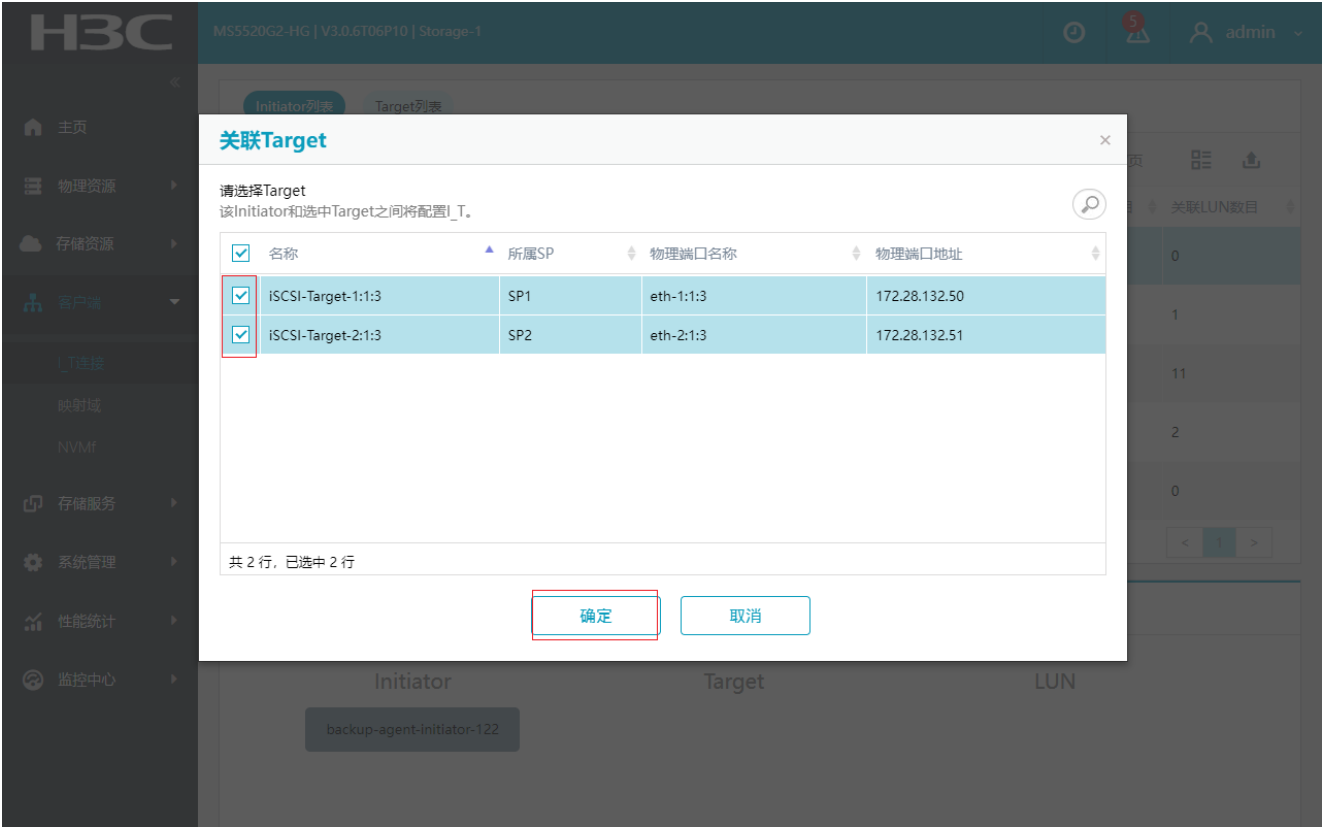 H3C
MS5520G2-HG | V3.0.6T06P10 | Storage-1
5
admin
Initiator列表
Target列表
主页
物理资源
存储资源
客户端
I_T连接
映射域
NVMf
存储服务
系统管理
性能统计
监控中心
关联Target
请选择Target
该Initiator和选中Target之间将配置I_T。
名称 所属SP 物理端口名称 物理端口地址
iSCSI-Target-1:1:3 SP1 eth-1:1:3 172.28.132.50
iSCSI-Target-2:1:3 SP2 eth-2:1:3 172.28.132.51
共 2 行，已选中 2 行
确定 取消
页
关联LUN数目
0
1
11
2
0
< 1 >
Initiator Target LUN
backup-agent-initiator-122